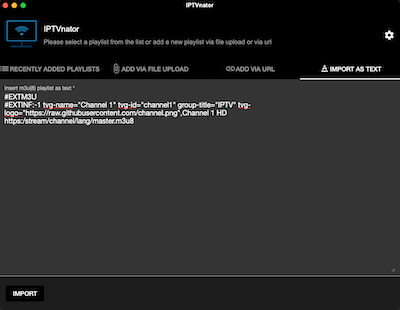 IPTVnator
IPTVnator
Please select a playlist from the list or add a new playlist via file upload or via url
RECENTLY ADDED PLAYLISTS
ADD VIA FILE UPLOAD
ADD VIA URL
IMPORT AS TEXT
Insert m3u(8) playlist as text *
#EXTM3U
#EXTINF:-1 tvg-name="Channel 1" tvg-id="channel1" group-title="IPTV" tvg-
logo="https://raw.githubusercontent.com/channel.png",Channel 1 HD
https:/stream/channel/lang/master.m3u8
IMPORT